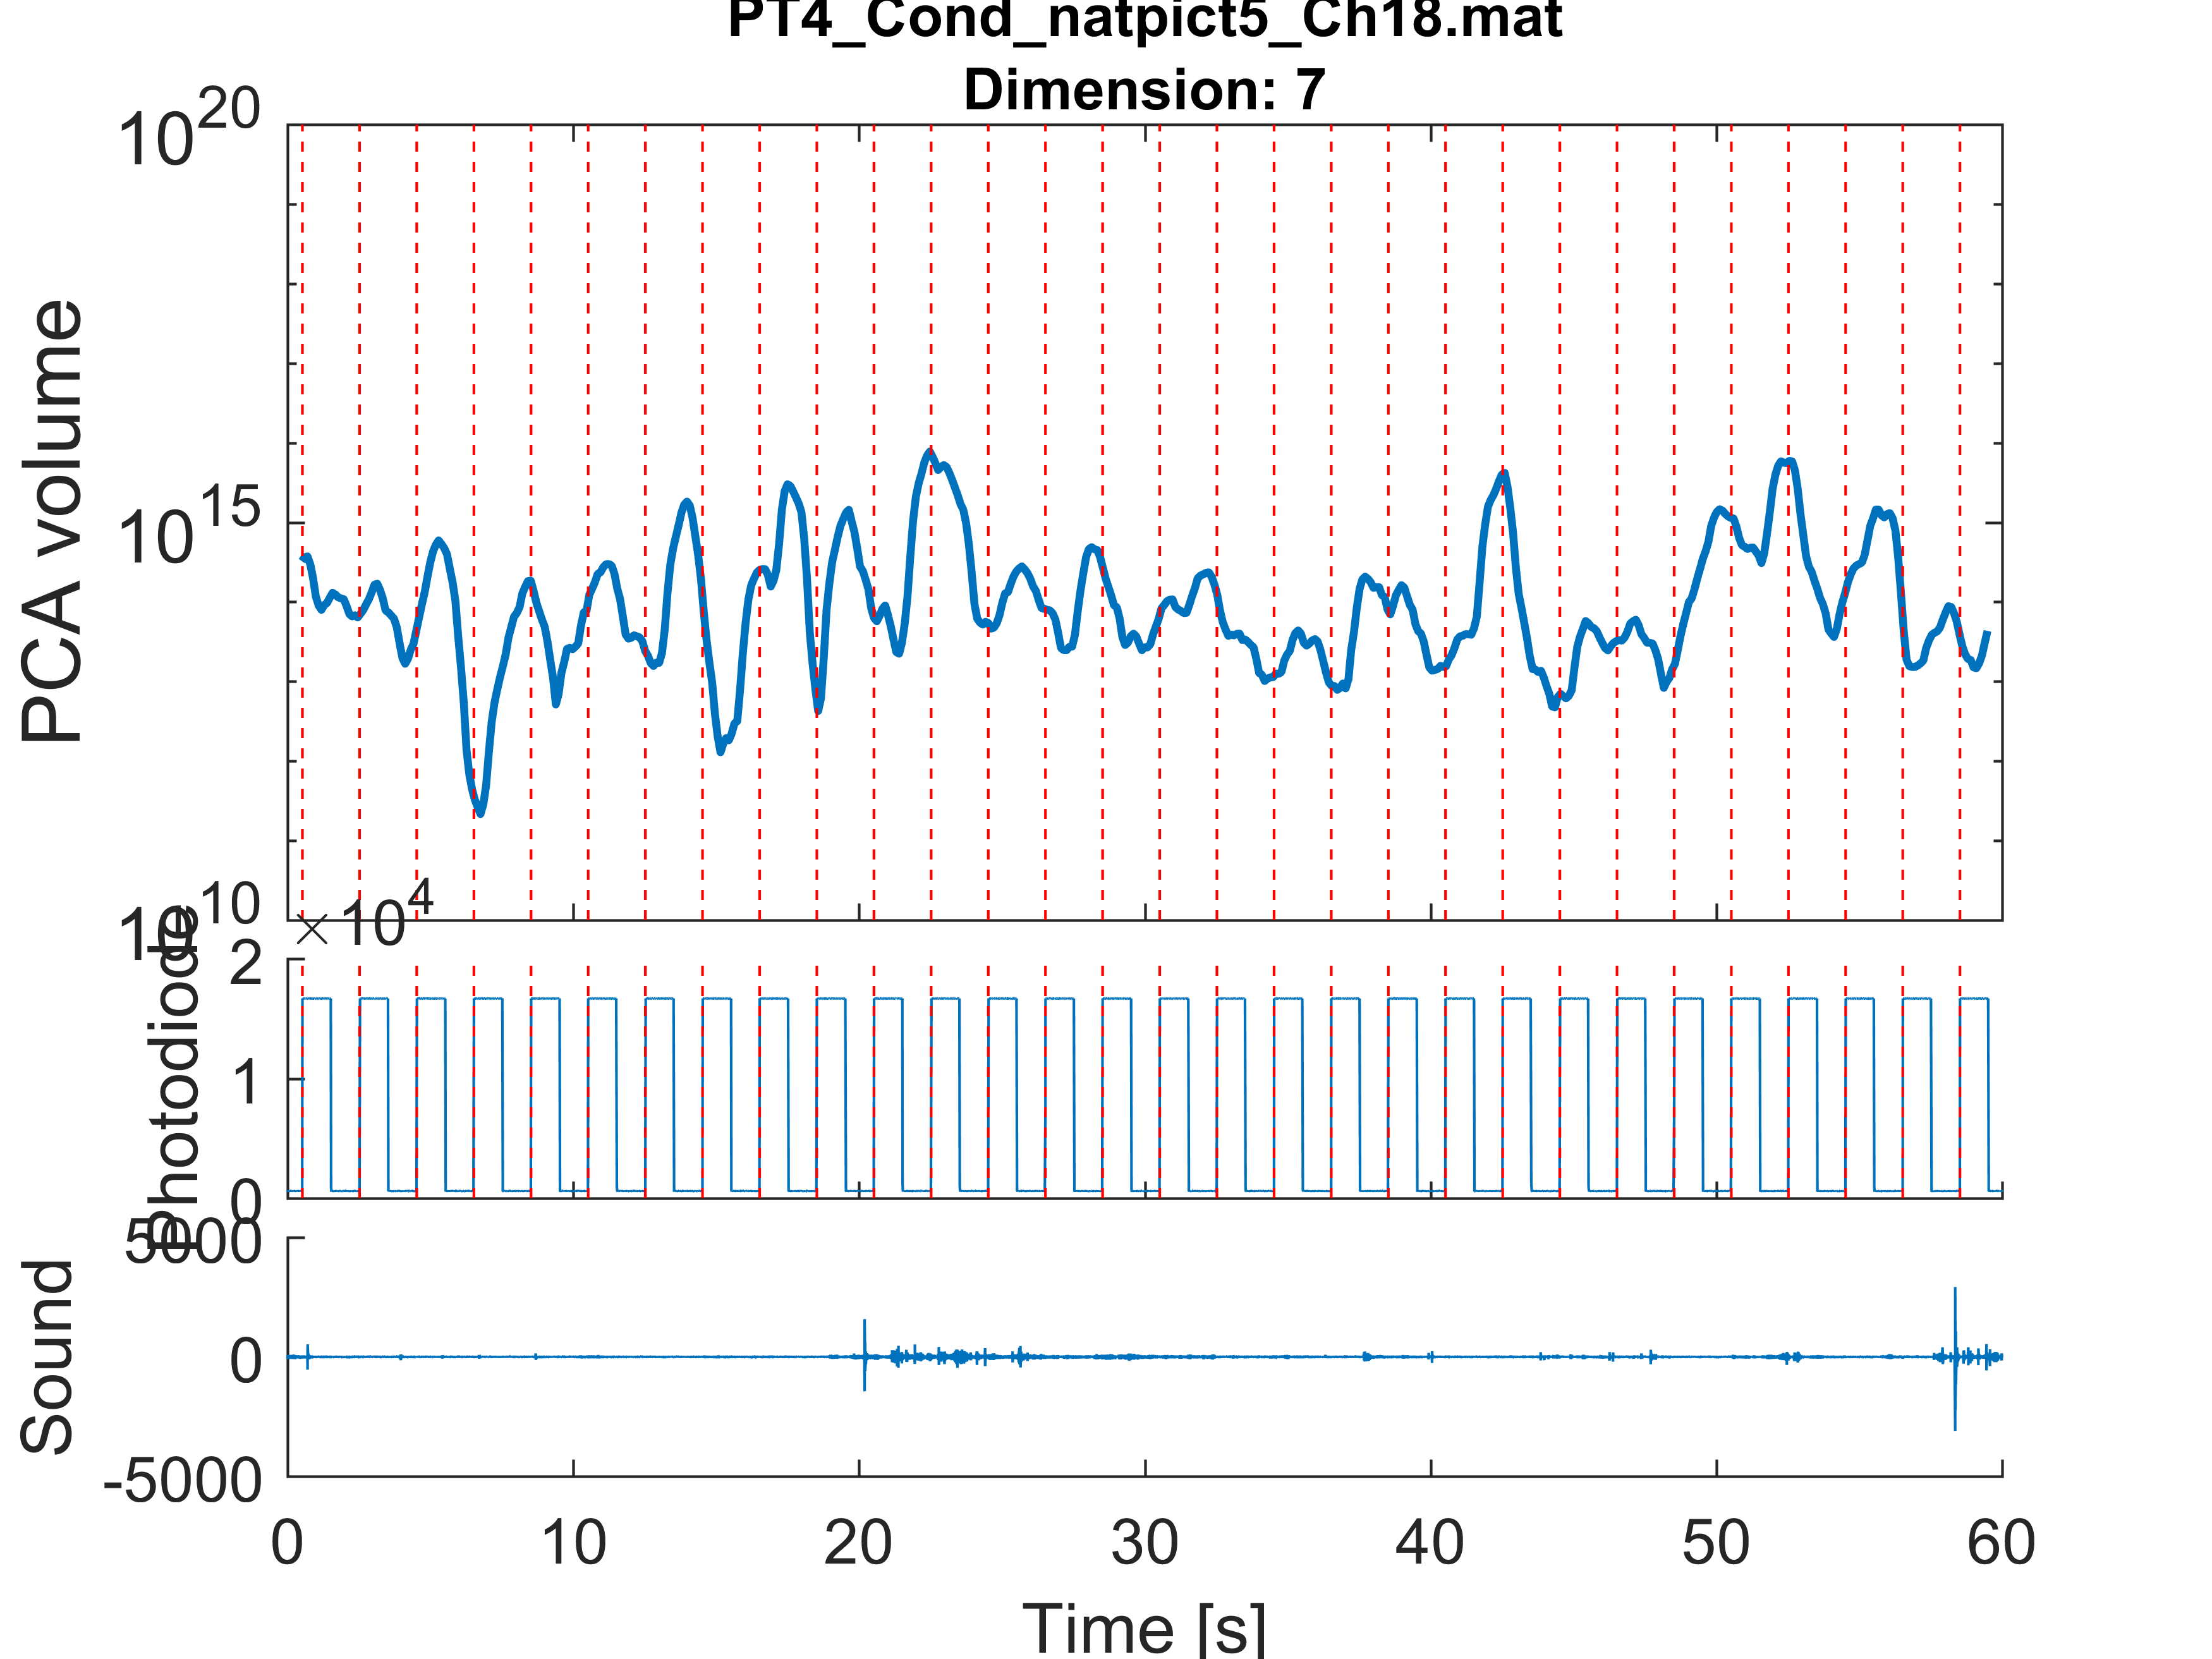 PT4_Cond_natpict5_Ch18.mat
Dimension: 7
PCA volume
10^20
10^15
10^10
×10^4
Photodiode
2
1
0
Sound
5000
0
-5000
0 10 20 30 40 50 60
Time [s]